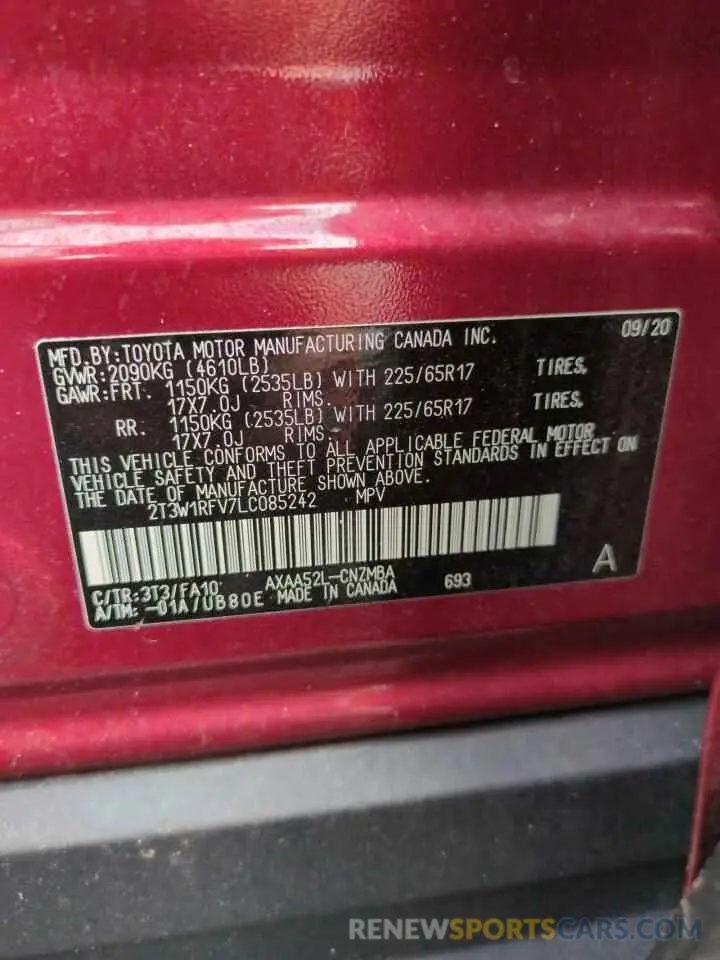 MFD.BY:TOYOTA MOTOR MANUFACTURING CANADA INC. 09/20
GVWR:2090KG (4610LB)
GAWR:FRT. 1150KG (2535LB) WITH 225/65R17 TIRES,
17X7.0J RIMS.
RR. 1150KG (2535LB) WITH 225/65R17 TIRES,
17X7.0J RIMS.
THIS VEHICLE CONFORMS TO ALL APPLICABLE FEDERAL MOTOR
VEHICLE SAFETY AND THEFT PREVENTION STANDARDS IN EFFECT ON
THE DATE OF MANUFACTURE SHOWN ABOVE.
2T3W1RFV7LC085242 MPV
C/TR:3T3/FA10 AXAA52L-CNZMBA 693 A
A/TM:-01A/UB80E MADE IN CANADA
RENEWSPORTSCARS.COM